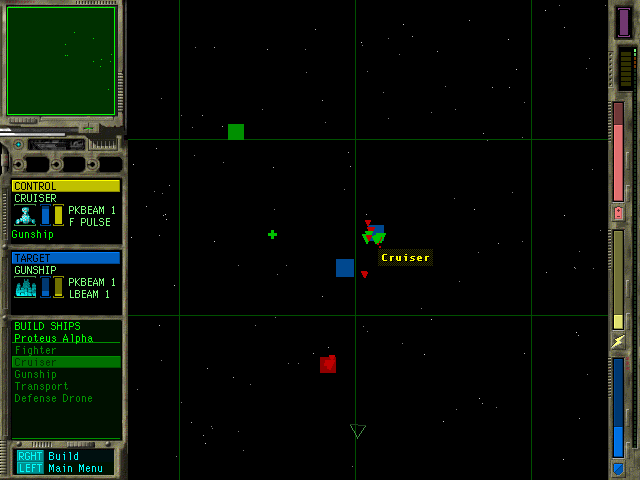 CONTROL
CRUISER
PKBEAM 1
F PULSE
Gunship
TARGET
GUNSHIP
PKBEAM 1
LBEAM 1
Cruiser
BUILD SHIPS
Proteus Alpha
Fighter
Cruiser
Gunship
Transport
Defense Drone
RGHT Build
LEFT Main Menu